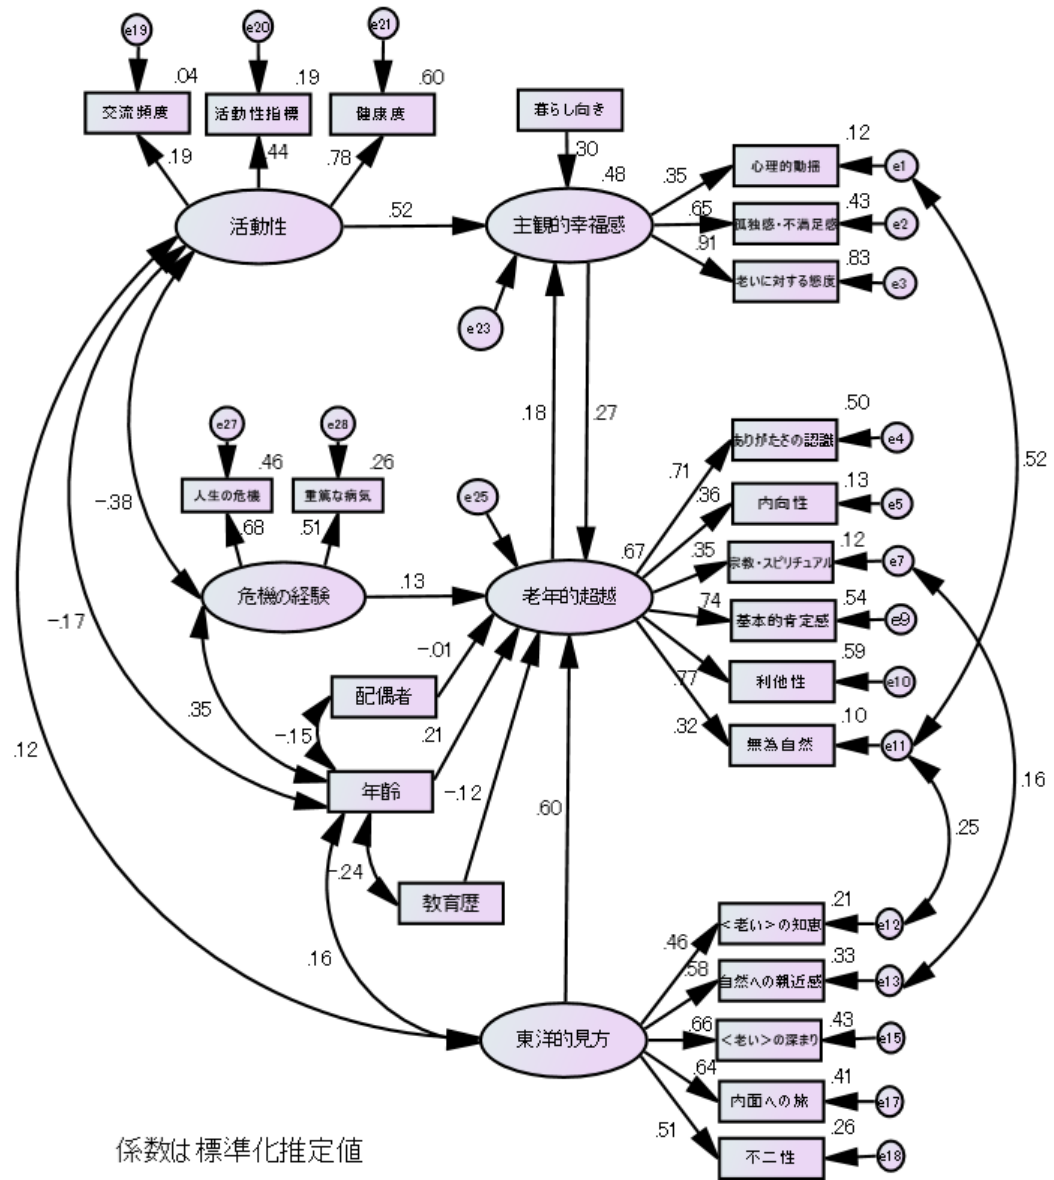 e19
e20
e21
.04
.19
.60
交流頻度
活動性指標
健康度
暮らし向き
.19
.44
.78
.30
.48
.12
心理的動揺
e1
.35
活動性
.52
主観的幸福感
.65
.43
孤独感・不満足感
e2
.91
.83
老いに対する態度
e3
e23
.18
.27
.52
e27
e28
.50
ありがたさの認識
e4
.46
.26
e25
.71
人生の危機
重篤な病気
.36
.13
内向性
e5
-.38
.68
.51
.67
.35
.12
宗教・スピリチュアル
e7
危機の経験
.13
老年的超越
.74
.54
基本的肯定感
e9
-.17
-.01
.59
利他性
e10
.77
配偶者
.35
-.15
.21
.32
.10
無為自然
e11
.12
年齢
-.12
.60
.16
.25
-.24
教育歴
.21
<老い>の知恵
e12
.16
.46
.58
.33
自然への親近感
e13
東洋的見方
.66
.43
<老い>の深まり
e15
.64
.41
内面への旅
e17
.51
.26
不二性
e18
係数は標準化推定値